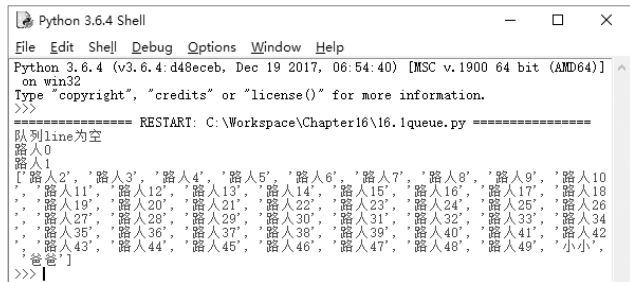 Python 3.6.4 Shell
File Edit Shell Debug Options Window Help
Python 3.6.4 (v3.6.4:d48eceb, Dec 19 2017, 06:54:40) [MSC v.1900 64 bit (AMD64)]
on win32
Type "copyright", "credits" or "license()" for more information.
>>>
================ RESTART: C:\Workspace\Chapter16\16.1queue.py ================
队列line为空
路人0
路人1
['路人2', '路人3', '路人4', '路人5', '路人6', '路人7', '路人8', '路人9', '路人10
', '路人11', '路人12', '路人13', '路人14', '路人15', '路人16', '路人17', '路人18
', '路人19', '路人20', '路人21', '路人22', '路人23', '路人24', '路人25', '路人26
', '路人27', '路人28', '路人29', '路人30', '路人31', '路人32', '路人33', '路人34
', '路人35', '路人36', '路人37', '路人38', '路人39', '路人40', '路人41', '路人42
', '路人43', '路人44', '路人45', '路人46', '路人47', '路人48', '路人49', '小小',
'爸爸']
>>>